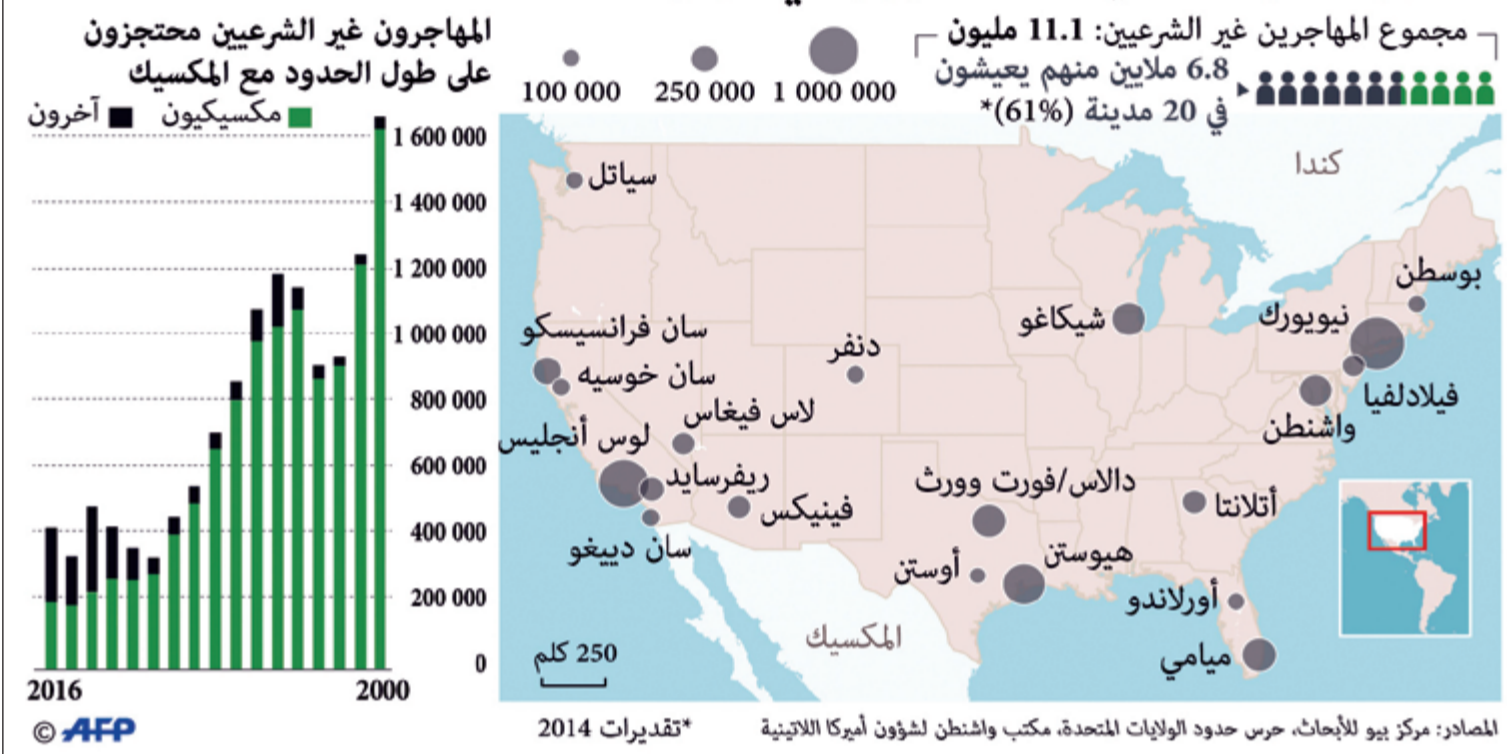 مجموع المهاجرين غير الشرعيين: 11.1 مليون
6.8 ملايين منهم يعيشون
في 20 مدينة (61%)*
1 000 000
250 000
100 000
كندا
سياتل
بوسطن
نيويورك
شيكاغو
فيلادلفيا
واشنطن
دنفر
سان فرانسيسكو
سان خوسيه
لاس فيغاس
لوس أنجليس
ريفرسايد
فينيكس
سان دييغو
دالاس/فورت وورث
أتلانتا
هيوستن
أوستن
أورلاندو
ميامي
المكسيك
250 كلم
المصادر: مركز بيو للأبحاث، حرس حدود الولايات المتحدة، مكتب واشنطن لشؤون أميركا اللاتينية
*تقديرات 2014
المهاجرون غير الشرعيين محتجزون
على طول الحدود مع المكسيك
مكسيكيون
آخرون
1 600 000
1 400 000
1 200 000
1 000 000
800 000
600 000
400 000
200 000
0
2000
2016
© AFP